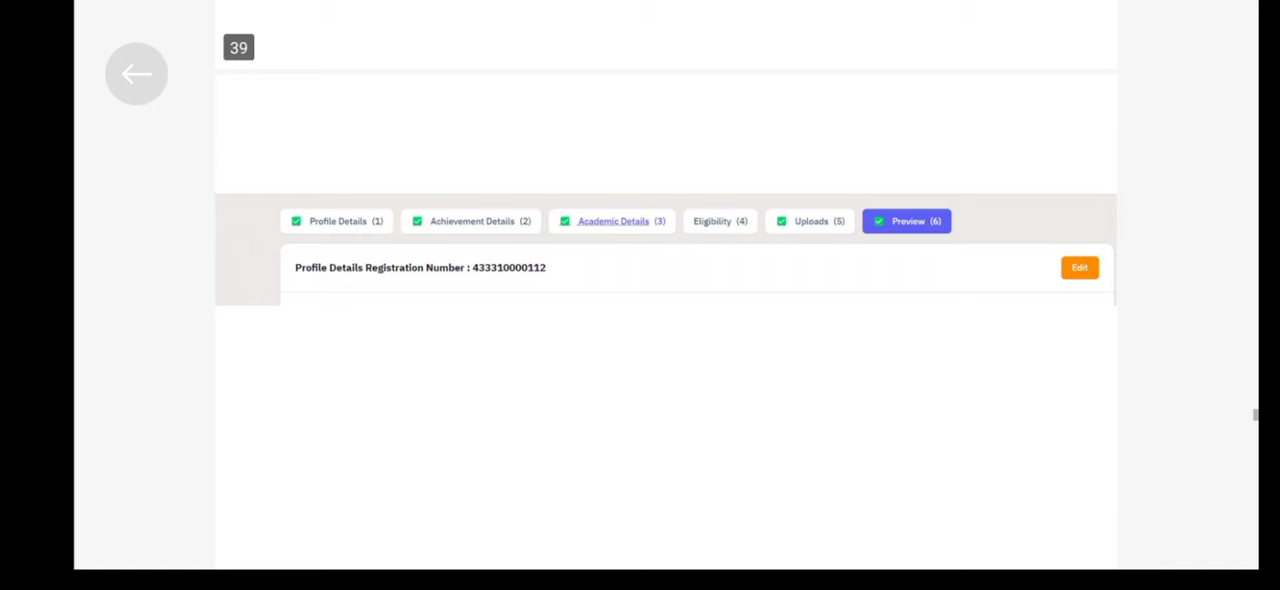 39
Profile Details (1) Achievement Details (2) Academic Details (3) Eligibility (4) Uploads (5) Preview (6)
Profile Details Registration Number : 433310000112 Edit